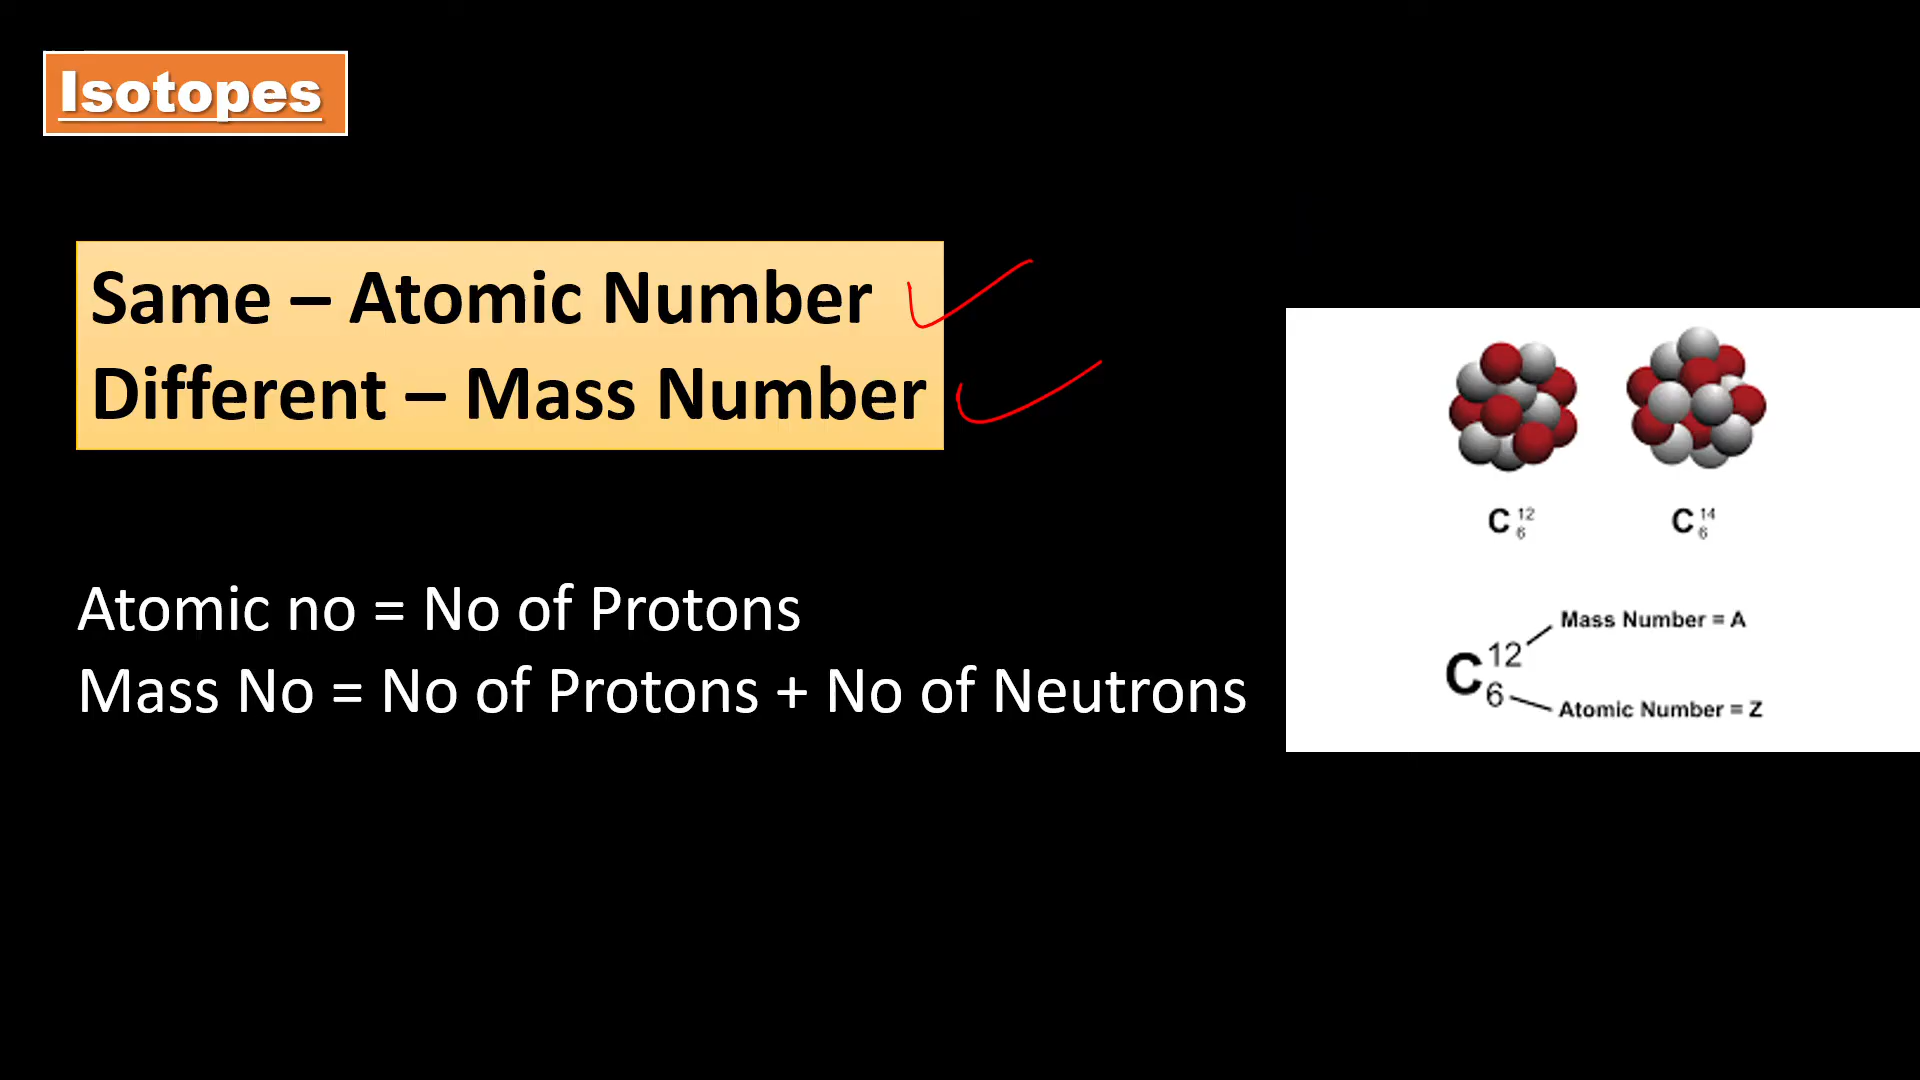 Isotopes
Same – Atomic Number
Different – Mass Number
Atomic no = No of Protons
Mass No = No of Protons + No of Neutrons
C 12 6
C 14 6
Mass Number = A
C 12 6
Atomic Number = Z